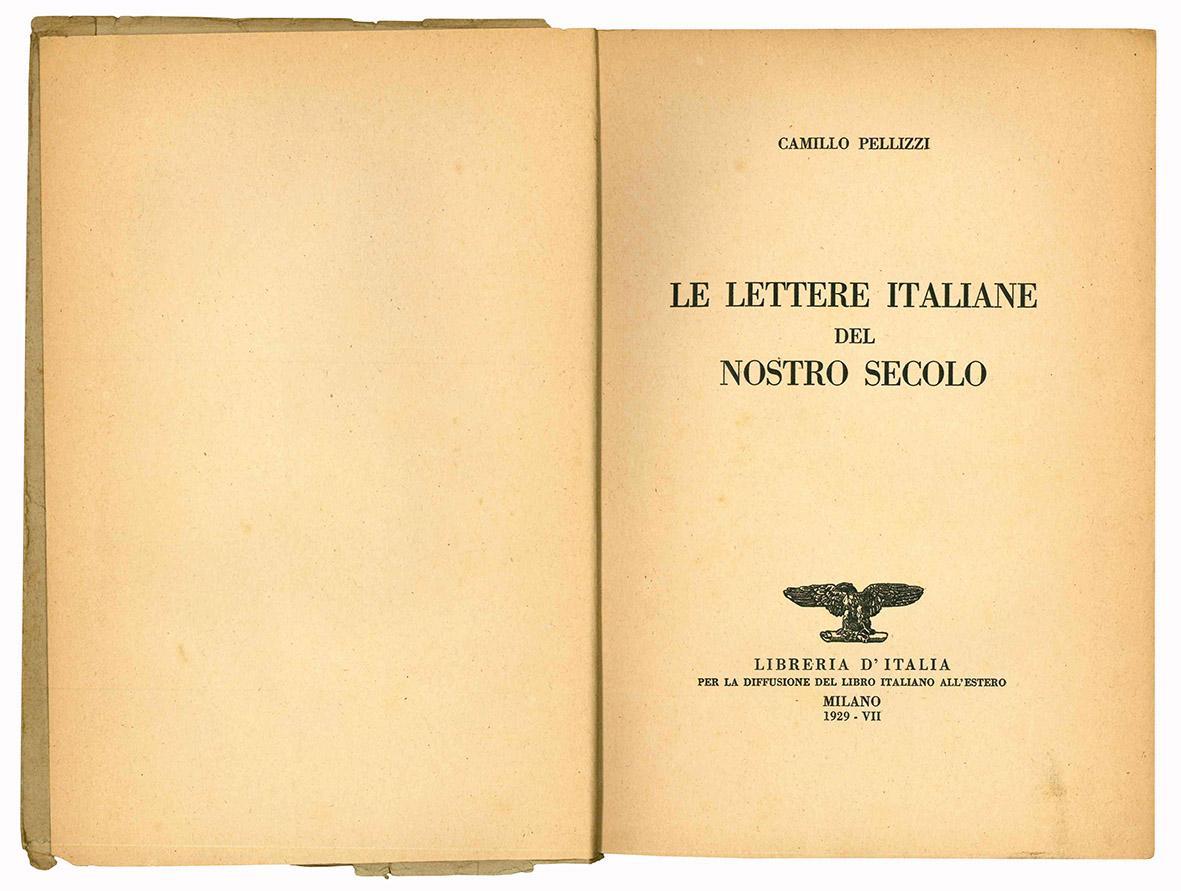 CAMILLO PELLIZZI
LE LETTERE ITALIANE
DEL
NOSTRO SECOLO
LIBRERIA D'ITALIA
PER LA DIFFUSIONE DEL LIBRO ITALIANO ALL'ESTERO
MILANO
1929 - VII